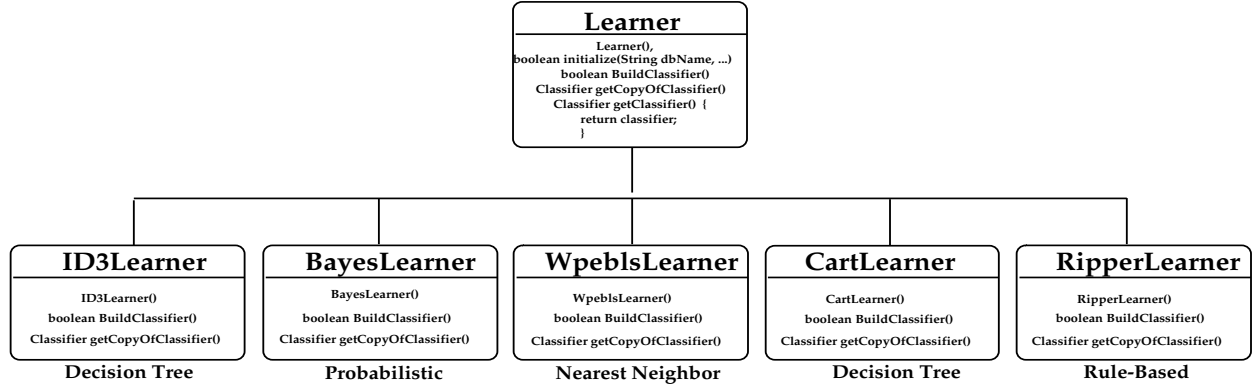 Learner
Learner(),
boolean initialize(String dbName, ...)
boolean BuildClassifier()
Classifier getCopyOfClassifier()
Classifier getClassifier() {
return classifier;
}
ID3Learner
ID3Learner()
boolean BuildClassifier()
Classifier getCopyOfClassifier()
Decision Tree
BayesLearner
BayesLearner()
boolean BuildClassifier()
Classifier getCopyOfClassifier()
Probabilistic
WpeblsLearner
WpeblsLearner()
boolean BuildClassifier()
Classifier getCopyOfClassifier()
Nearest Neighbor
CartLearner
CartLearner()
boolean BuildClassifier()
Classifier getCopyOfClassifier()
Decision Tree
RipperLearner
RipperLearner()
boolean BuildClassifier()
Classifier getCopyOfClassifier()
Rule-Based